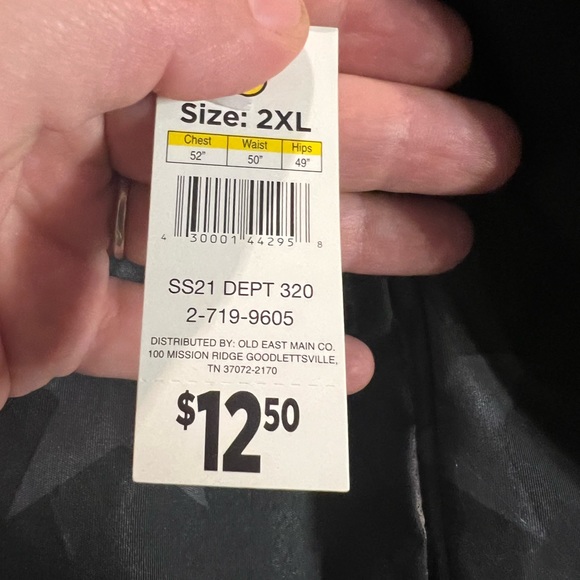 Size: 2XL
Chest Waist Hips
52" 50" 49"
4 30001 44295 8
SS21 DEPT 320
2-719-9605
DISTRIBUTED BY: OLD EAST MAIN CO.
100 MISSION RIDGE GOODLETTSVILLE,
TN 37072-2170
$12 50